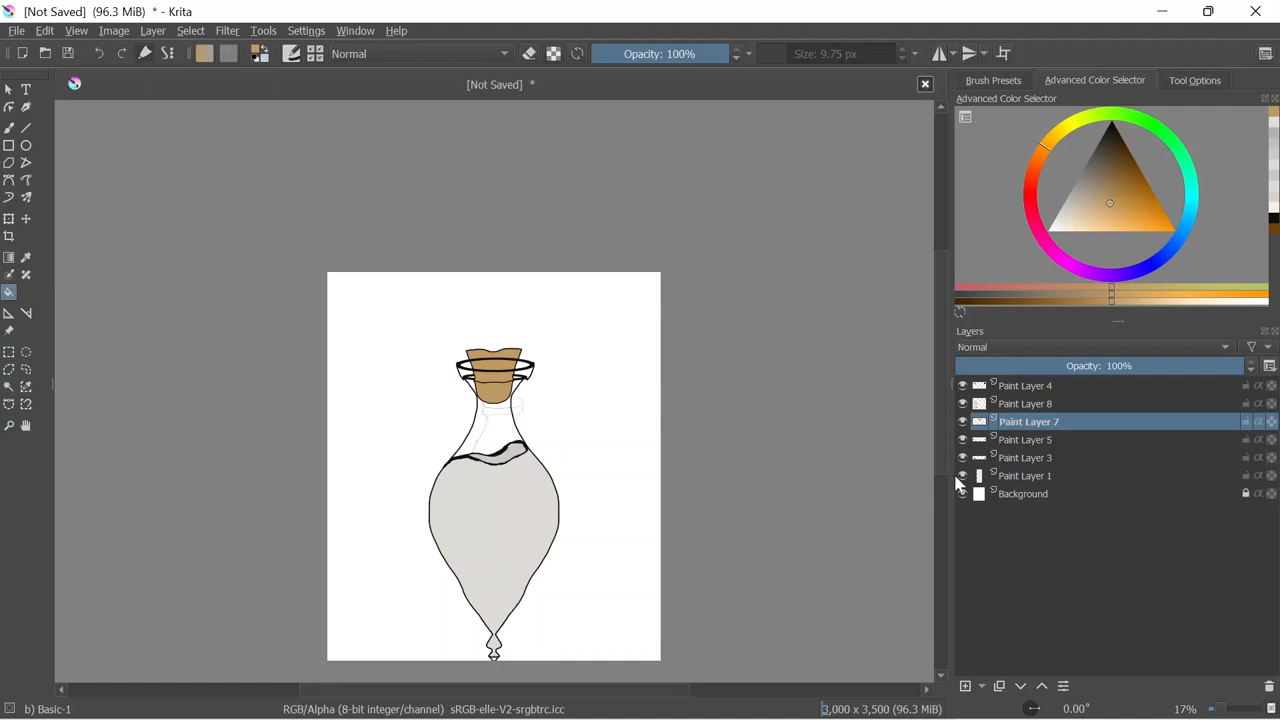 [Not Saved]  (96.3 MiB)  * - Krita
File Edit View Image Layer Select Filter Tools Settings Window Help
Normal Opacity: 100% Size: 9.75 px
[Not Saved]  *
Brush Presets Advanced Color Selector Tool Options
Advanced Color Selector
Layers
Normal
Opacity: 100%
Paint Layer 4
Paint Layer 8
Paint Layer 7
Paint Layer 5
Paint Layer 3
Paint Layer 1
Background
b) Basic-1 RGB/Alpha (8-bit integer/channel)  sRGB-elle-V2-srgbtrc.icc 3,000 x 3,500 (96.3 MiB) 0.00° 17%